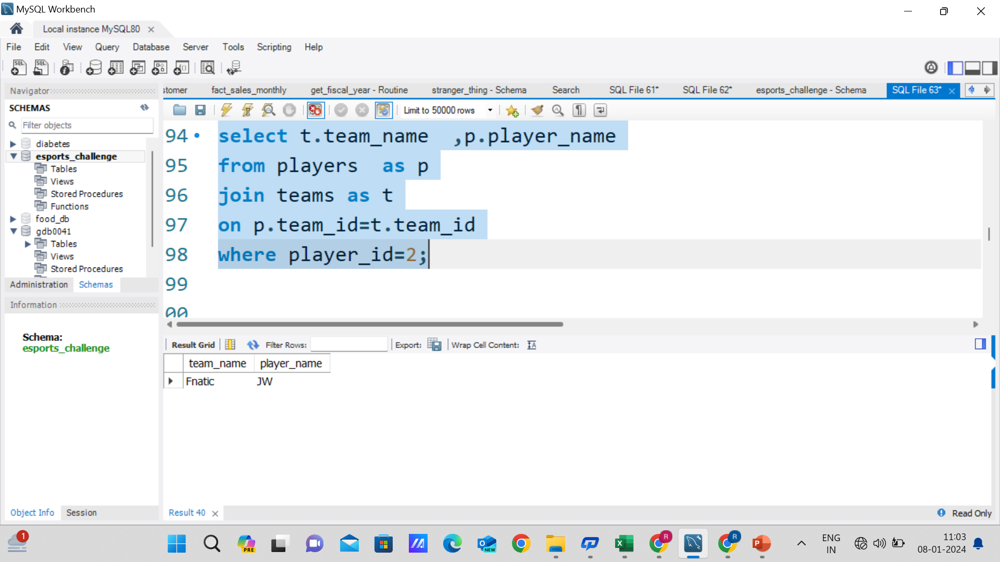 MySQL Workbench
Local instance MySQL80
File Edit View Query Database Server Tools Scripting Help
Navigator
stomer fact_sales_monthly get_fiscal_year - Routine stranger_thing - Schema Search SQL File 61* SQL File 62* esports_challenge - Schema SQL File 63*
SCHEMAS
Limit to 50000 rows
Filter objects
diabetes
esports_challenge
Tables
Views
Stored Procedures
Functions
food_db
gdb0041
Tables
Views
Stored Procedures
Administration Schemas
Information
Schema:
esports_challenge
Object Info Session
94 select t.team_name ,p.player_name
95 from players as p
96 join teams as t
97 on p.team_id=t.team_id
98 where player_id=2;
99
Result Grid Filter Rows: Export: Wrap Cell Content:
team_name player_name
Fnatic JW
Result 40
Read Only
1
PRE
NEW
R
R
ENG
IN
11:03
08-01-2024